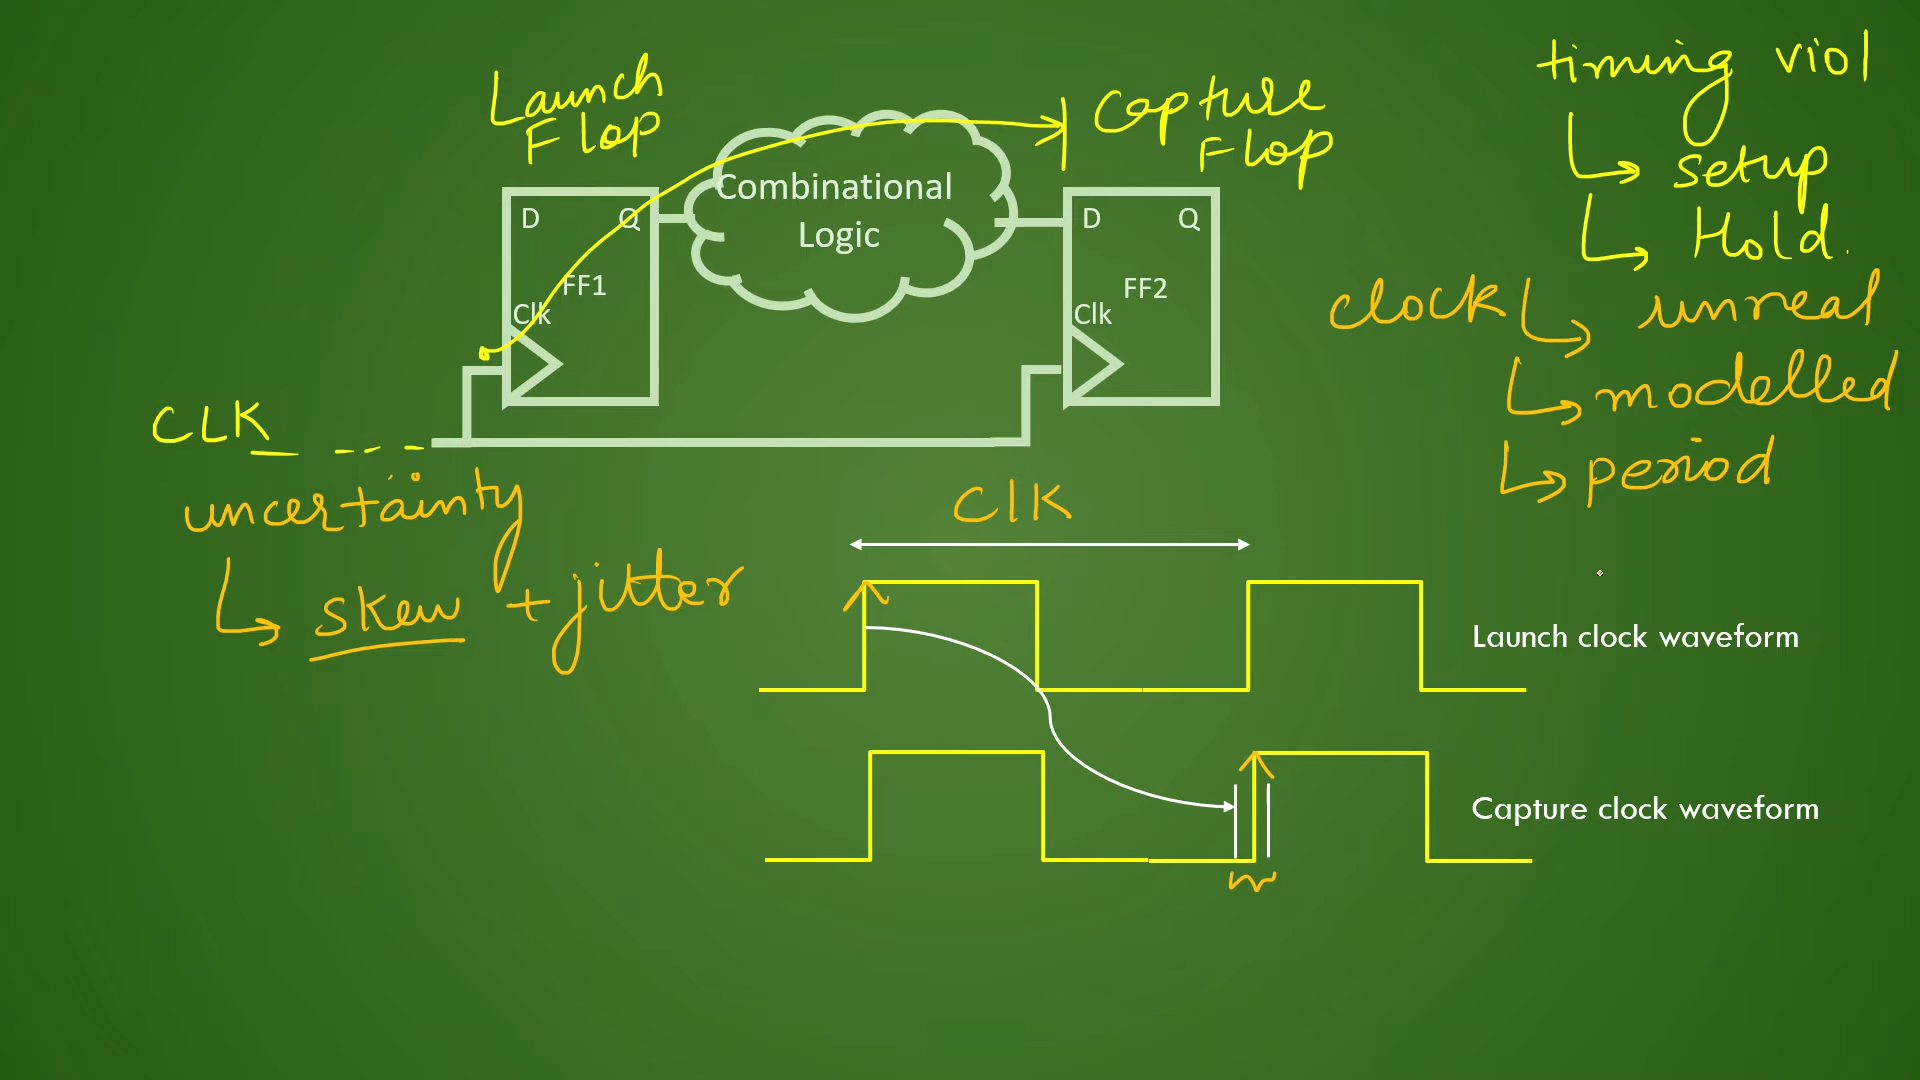 Launch
Flop
Capture
Flop
timing viol
setup
Hold.
Combinational
Logic
D
Q
FF1
Clk
D
Q
FF2
Clk
clock
unreal
modelled
period
CLK
uncertainty
skew + jitter
Clk
Launch clock waveform
Capture clock waveform